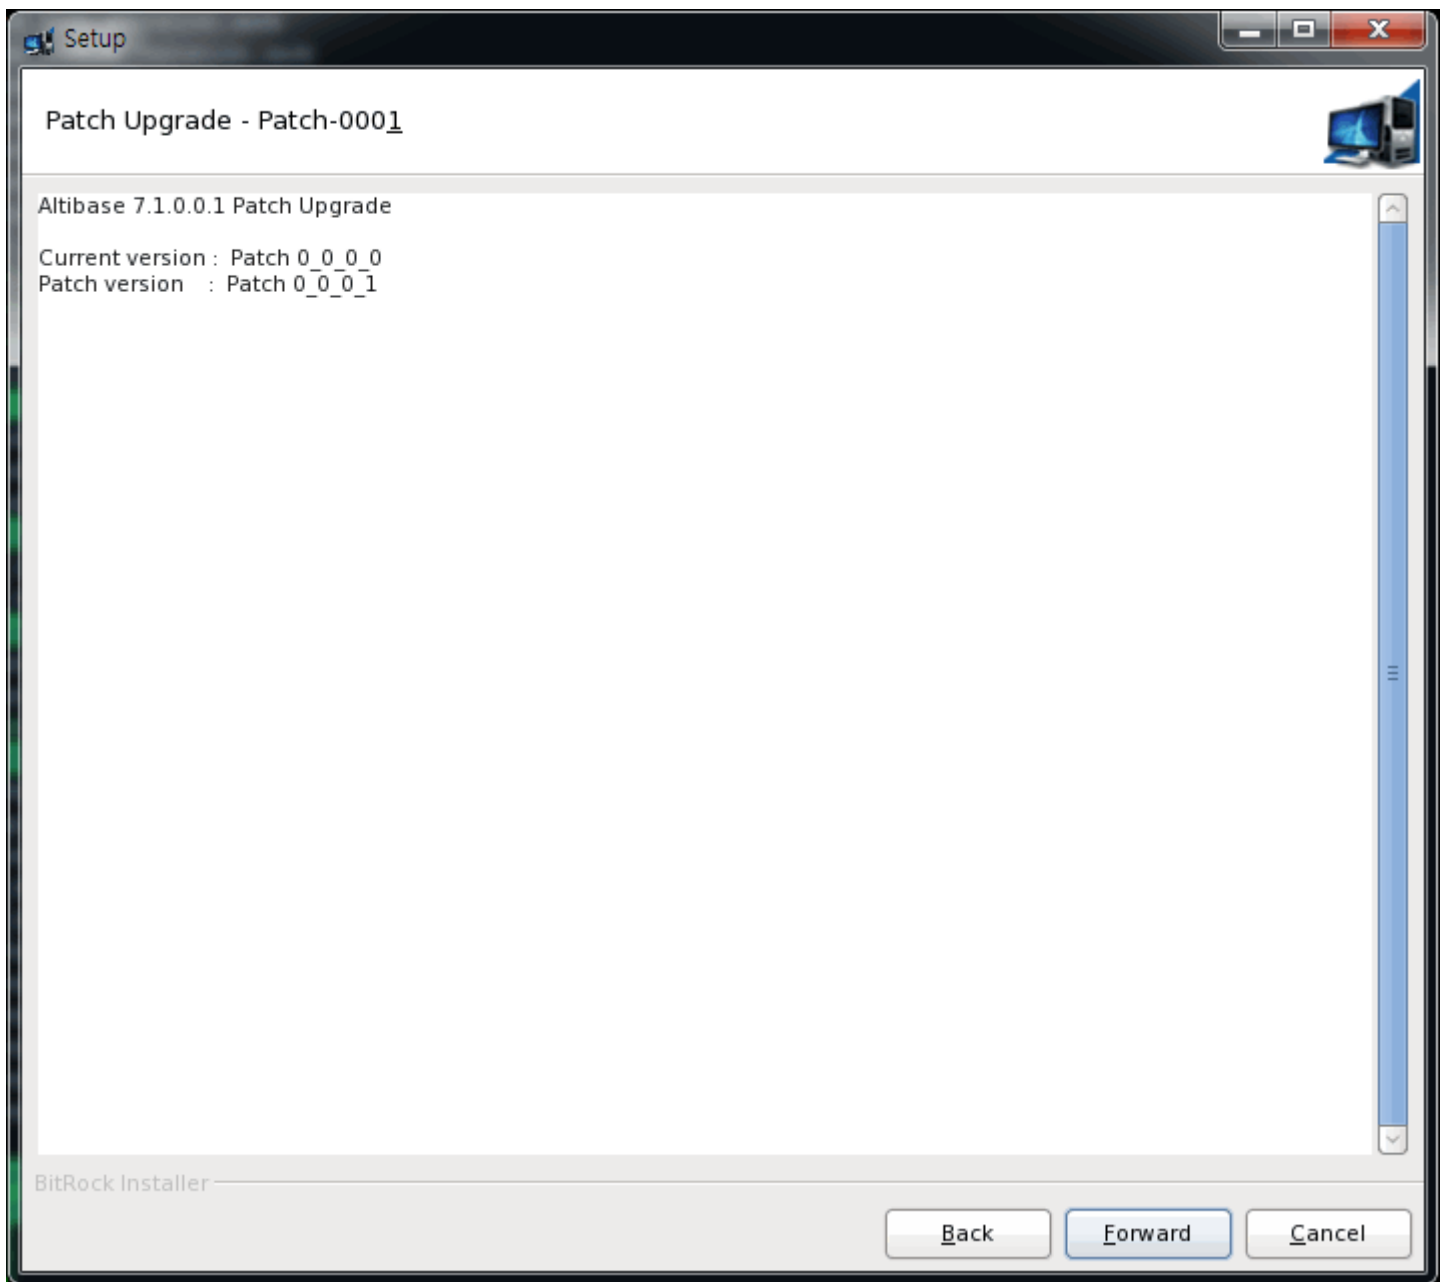 Setup
Patch Upgrade - Patch-0001
Altibase 7.1.0.0.1 Patch Upgrade
Current version :  Patch 0_0_0_0
Patch version   :  Patch 0_0_0_1
BitRock Installer
Back Forward Cancel